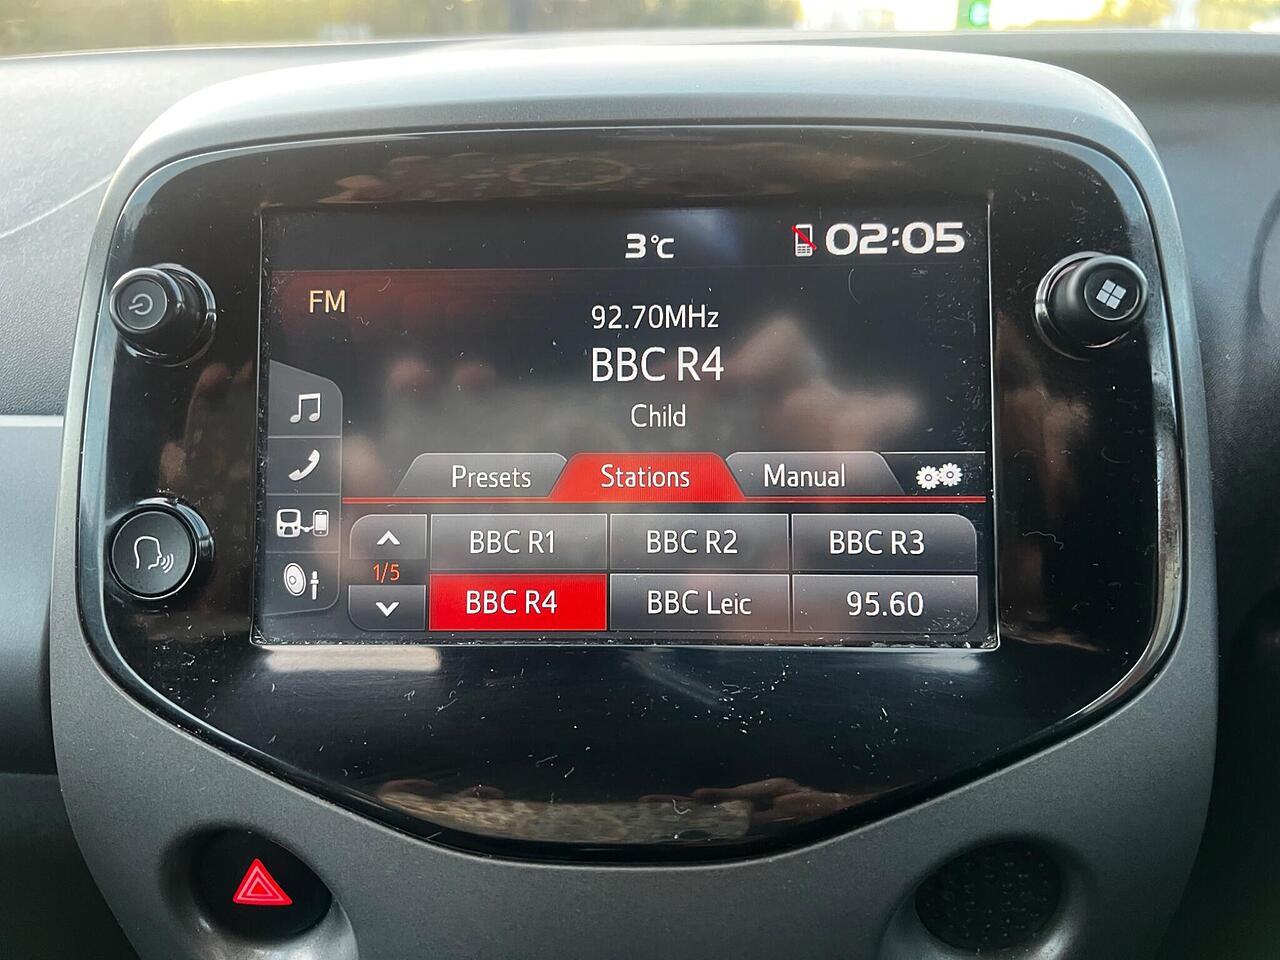 3°C 02:05
FM
92.70MHz
BBC R4
Child
Presets Stations Manual
BBC R1 BBC R2 BBC R3
1/5
BBC R4 BBC Leic 95.60